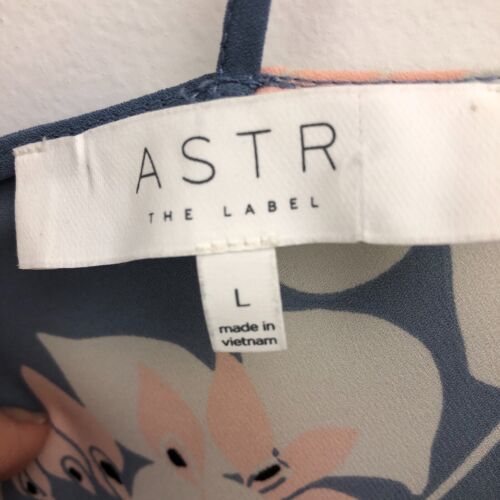 ASTR
THE LABEL
L
made in
vietnam